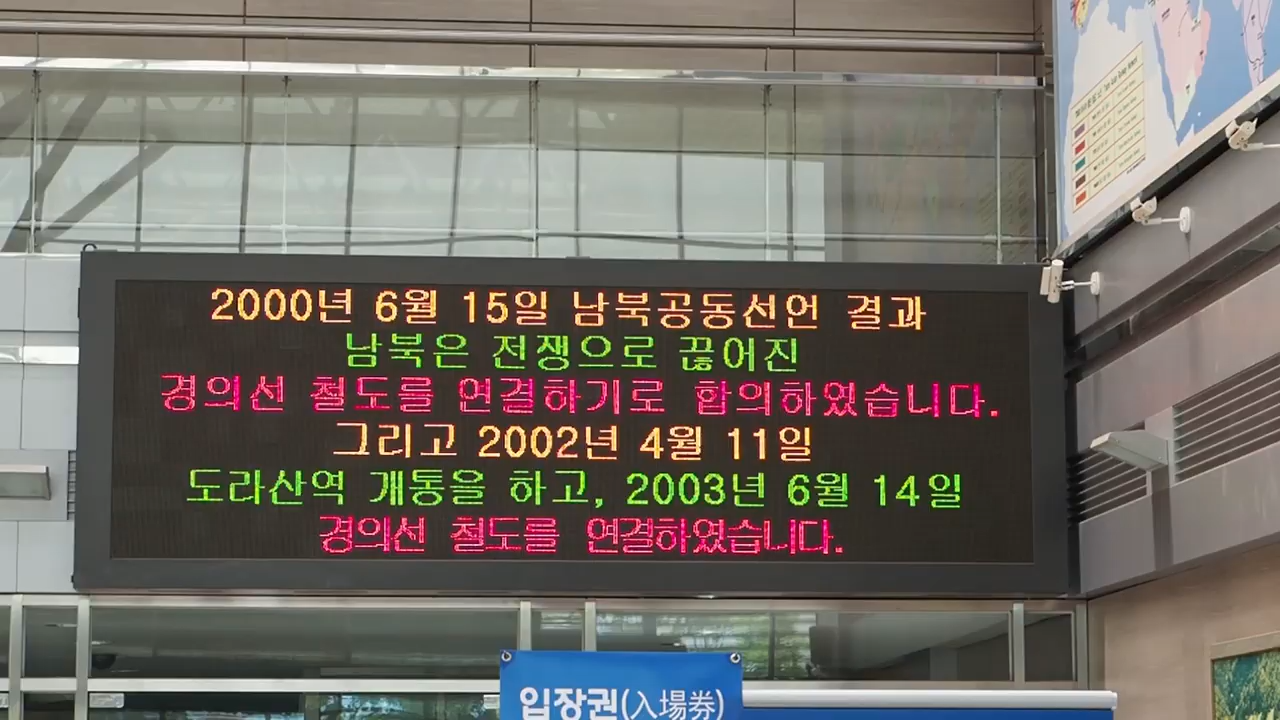 2000년 6월 15일 남북공동선언 결과
남북은 전쟁으로 끊어진
경의선 철도를 연결하기로 합의하였습니다.
그리고 2002년 4월 11일
도라산역 개통을 하고, 2003년 6월 14일
경의선 철도를 연결하였습니다.
입장권(入場券)